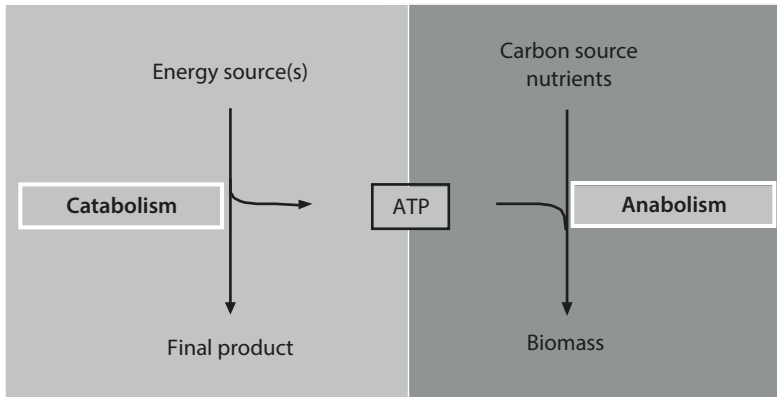 Energy source(s)
Carbon source
nutrients
Catabolism
ATP
Anabolism
Final product
Biomass